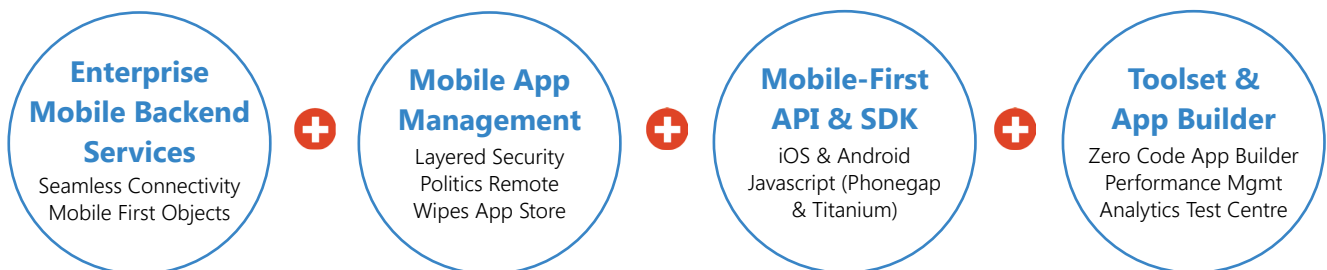 Enterprise
Mobile Backend
Services
Seamless Connectivity
Mobile First Objects
Mobile App
Management
Layered Security
Politics Remote
Wipes App Store
Mobile-First
API & SDK
iOS & Android
Javascript (Phonegap
& Titanium)
Toolset &
App Builder
Zero Code App Builder
Performance Mgmt
Analytics Test Centre